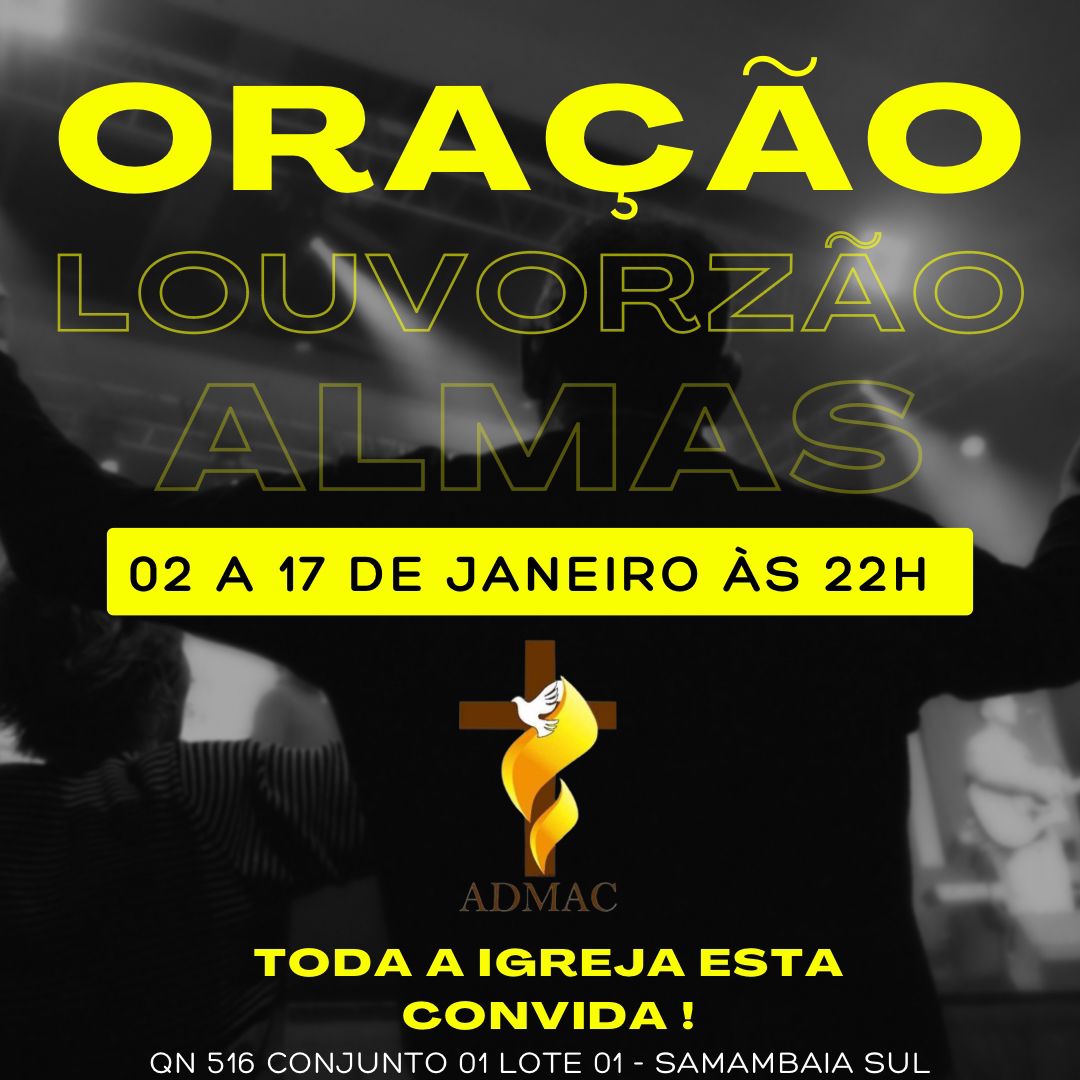 ORAÇÃO
LOUVORZÃO
ALMAS
02 A 17 DE JANEIRO ÀS 22H
ADMAC
TODA A IGREJA ESTA
CONVIDA !
QN 516 CONJUNTO 01 LOTE 01 - SAMAMBAIA SUL